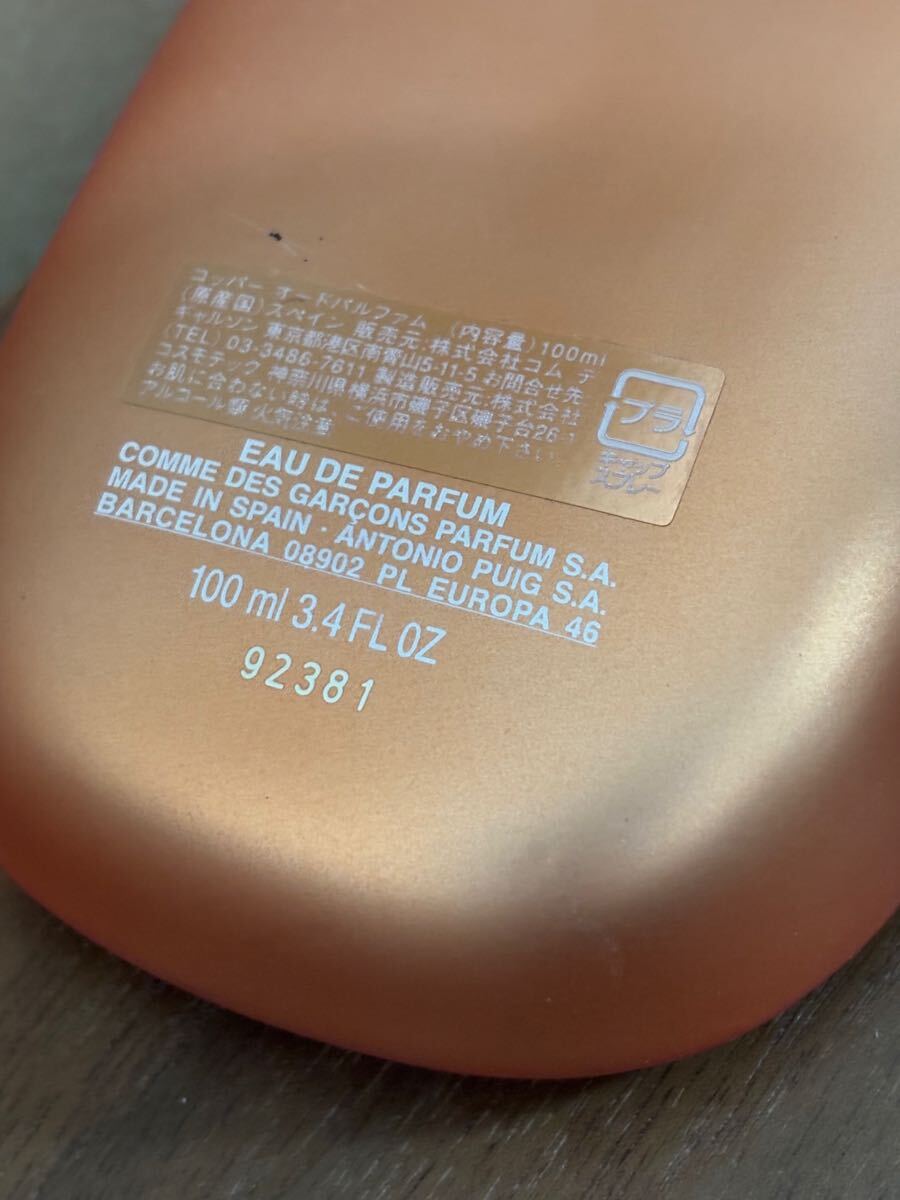 コッパー オードパルファム (内容量)100ml
(原産国)スペイン 販売元:株式会社コム デ
ギャルソン 東京都港区南青山5-11-5 お問合せ先
(TEL) 03-3486-7611 製造販売元:株式会社
コスモテック 神奈川県横浜市磯子区磯子台26-1
お肌に合わない時は、ご使用をおやめ下さい。
アルコール 火気注意
プラ
キャップ
スプレー
EAU DE PARFUM
COMME DES GARÇONS PARFUM S.A.
MADE IN SPAIN · ANTONIO PUIG S.A.
BARCELONA 08902 PL EUROPA 46
100 ml 3.4 FL OZ
92381